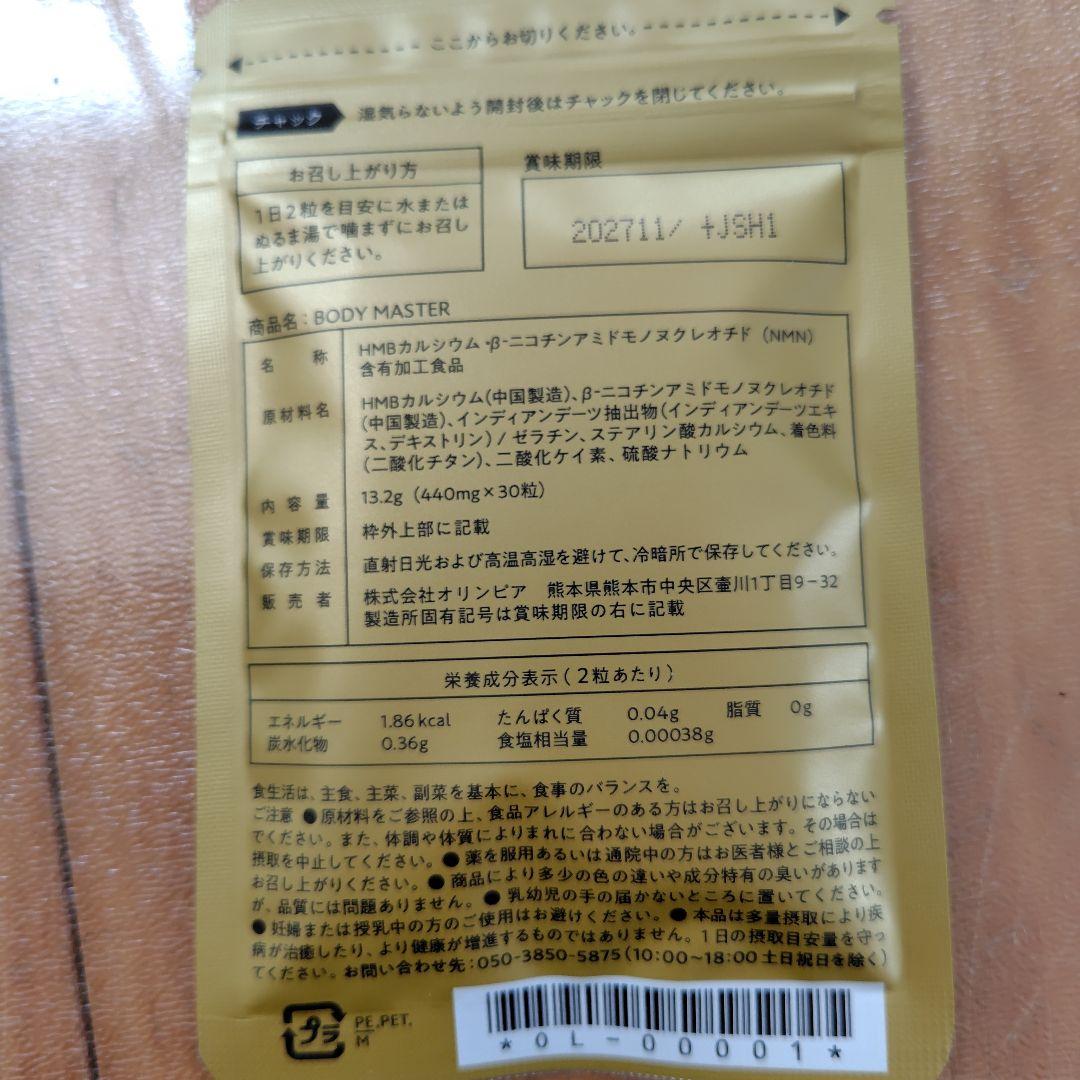 ここからお切りください。
チャック 湿気らないよう開封後はチャックを閉じてください。
お召し上がり方
1日2粒を目安に水または
ぬるま湯で噛まずにお召し
上がりください。
賞味期限
202711/ +JSH1
商品名：BODY MASTER
名称 HMBカルシウム・β-ニコチンアミドモノヌクレオチド（NMN）
含有加工食品
原材料名 HMBカルシウム(中国製造)、β-ニコチンアミドモノヌクレオチド
(中国製造)、インディアンデーツ抽出物(インディアンデーツエキ
ス、デキストリン) / ゼラチン、ステアリン酸カルシウム、着色料
(二酸化チタン)、二酸化ケイ素、硫酸ナトリウム
内容量 13.2g（440mg×30粒）
賞味期限 枠外上部に記載
保存方法 直射日光および高温高湿を避けて、冷暗所で保存してください。
販売者 株式会社オリンピア 熊本県熊本市中央区壷川1丁目9-32
製造所固有記号は賞味期限の右に記載
栄養成分表示(2粒あたり)
エネルギー 1.86kcal たんぱく質 0.04g 脂質 0g
炭水化物 0.36g 食塩相当量 0.00038g
食生活は、主食、主菜、副菜を基本に、食事のバランスを。
ご注意 ●原材料をご参照の上、食品アレルギーのある方はお召し上がりにならない
でください。また、体調や体質によりまれに合わない場合がございます。その場合は
摂取を中止してください。●薬を服用あるいは通院中の方はお医者様とご相談の上
お召し上がりください。●商品により多少の色の違いや成分特有の臭いがあります
が、品質には問題ありません。●乳幼児の手の届かないところに置いてください。
●妊婦または授乳中の方のご使用はお避けください。●本品は多量摂取により疾
病が治癒したり、より健康が増進するものではありません。1日の摂取目安量を守っ
てください。お問い合わせ先：050-3850-5875(10:00~18:00 土日祝日を除く)
プラ PE,PET,
M
*OL-00001*